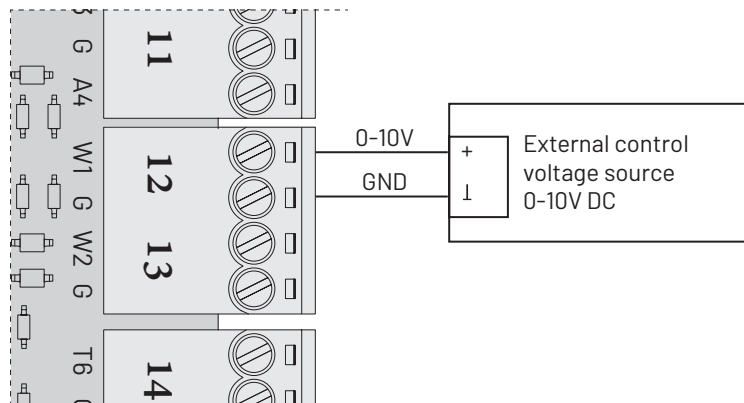 G
A4
W1
G
W2
G
T6
11
12
13
14
0-10V
GND
+
External control
voltage source
0-10V DC